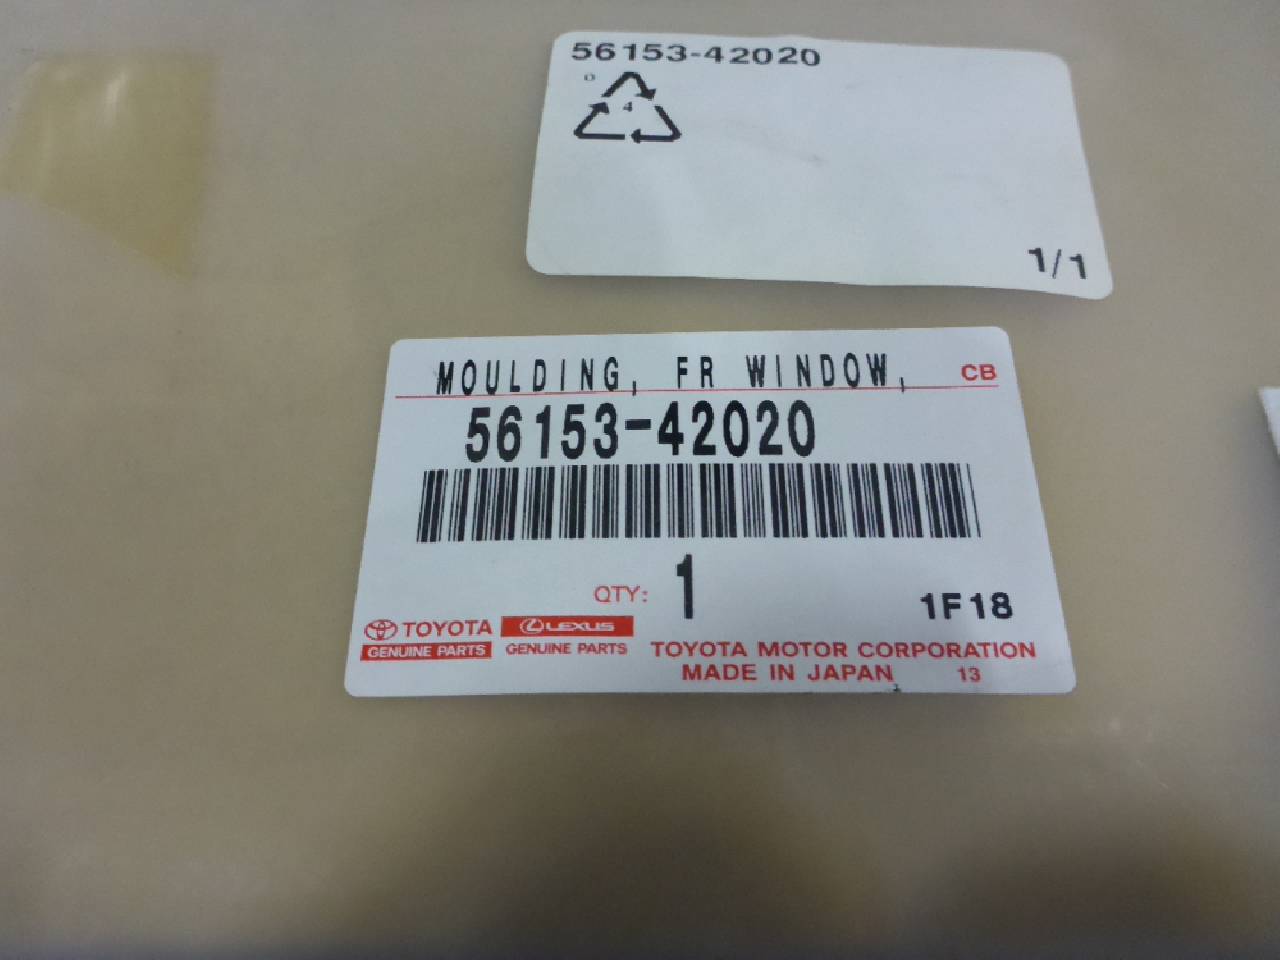 56153-42020
0
4
1/1
MOULDING, FR WINDOW,
CB
56153-42020
QTY: 1
1F18
TOYOTA
GENUINE PARTS
LEXUS
GENUINE PARTS
TOYOTA MOTOR CORPORATION
MADE IN JAPAN 13